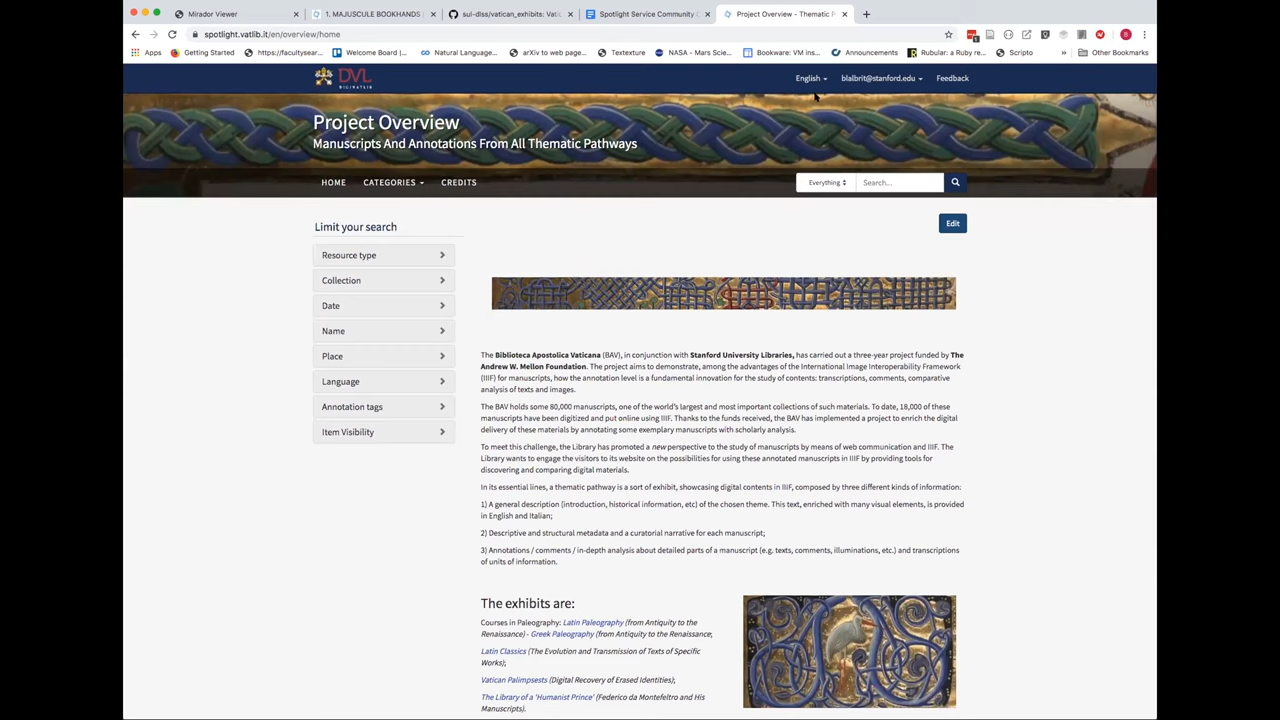 Mirador Viewer
1. MAJUSCULE BOOKHANDS
sul-dlss/vatican_exhibits: Vati
Spotlight Service Community
Project Overview - Thematic P
spotlight.vatlib.it/en/overview/home
Apps
Getting Started
https://facultysear...
Welcome Board |...
Natural Language...
arXiv to web page...
Textexture
NASA - Mars Scie...
Bookware: VM ins...
Announcements
Rubular: a Ruby re...
Scripto
»
Other Bookmarks
DVL
DIGIVATLIB
English
blalbrit@stanford.edu
Feedback
Project Overview
Manuscripts And Annotations From All Thematic Pathways
HOME
CATEGORIES
CREDITS
Everything
Search...
Limit your search
Edit
Resource type
Collection
Date
Name
Place
Language
Annotation tags
Item Visibility
The Biblioteca Apostolica Vaticana (BAV), in conjunction with Stanford University Libraries, has carried out a three-year project funded by The
Andrew W. Mellon Foundation. The project aims to demonstrate, among the advantages of the International Image Interoperability Framework
(IIIF) for manuscripts, how the annotation level is a fundamental innovation for the study of contents: transcriptions, comments, comparative
analysis of texts and images.
The BAV holds some 80,000 manuscripts, one of the world's largest and most important collections of such materials. To date, 18,000 of these
manuscripts have been digitized and put online using IIIF. Thanks to the funds received, the BAV has implemented a project to enrich the digital
delivery of these materials by annotating some exemplary manuscripts with scholarly analysis.
To meet this challenge, the Library has promoted a new perspective to the study of manuscripts by means of web communication and IIIF. The
Library wants to engage the visitors to its website on the possibilities for using these annotated manuscripts in IIIF by providing tools for
discovering and comparing digital materials.
In its essential lines, a thematic pathway is a sort of exhibit, showcasing digital contents in IIIF, composed by three different kinds of information:
1) A general description (introduction, historical information, etc) of the chosen theme. This text, enriched with many visual elements, is provided
in English and Italian;
2) Descriptive and structural metadata and a curatorial narrative for each manuscript;
3) Annotations / comments / in-depth analysis about detailed parts of a manuscript (e.g. texts, comments, illuminations, etc.) and transcriptions
of units of information.
The exhibits are:
Courses in Paleography: Latin Paleography (from Antiquity to the
Renaissance) - Greek Paleography (from Antiquity to the Renaissance;
Latin Classics (The Evolution and Transmission of Texts of Specific
Works);
Vatican Palimpsests (Digital Recovery of Erased Identities);
The Library of a 'Humanist Prince' (Federico da Montefeltro and His
Manuscripts).